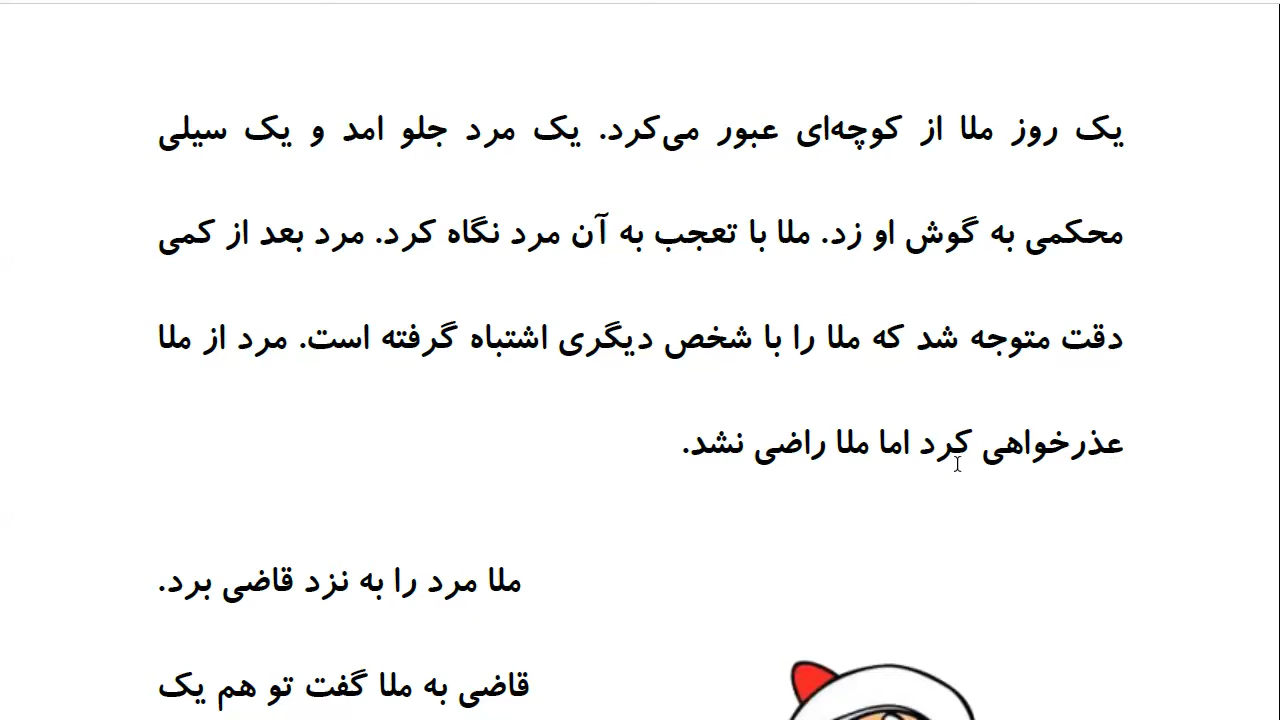 یک روز ملا از کوچه‌ای عبور می‌کرد. یک مرد جلو امد و یک سیلی
محکمی به گوش او زد. ملا با تعجب به آن مرد نگاه کرد. مرد بعد از کمی
دقت متوجه شد که ملا را با شخص دیگری اشتباه گرفته است. مرد از ملا
عذرخواهی کرد اما ملا راضی نشد.
ملا مرد را به نزد قاضی برد.
قاضی به ملا گفت تو هم یک